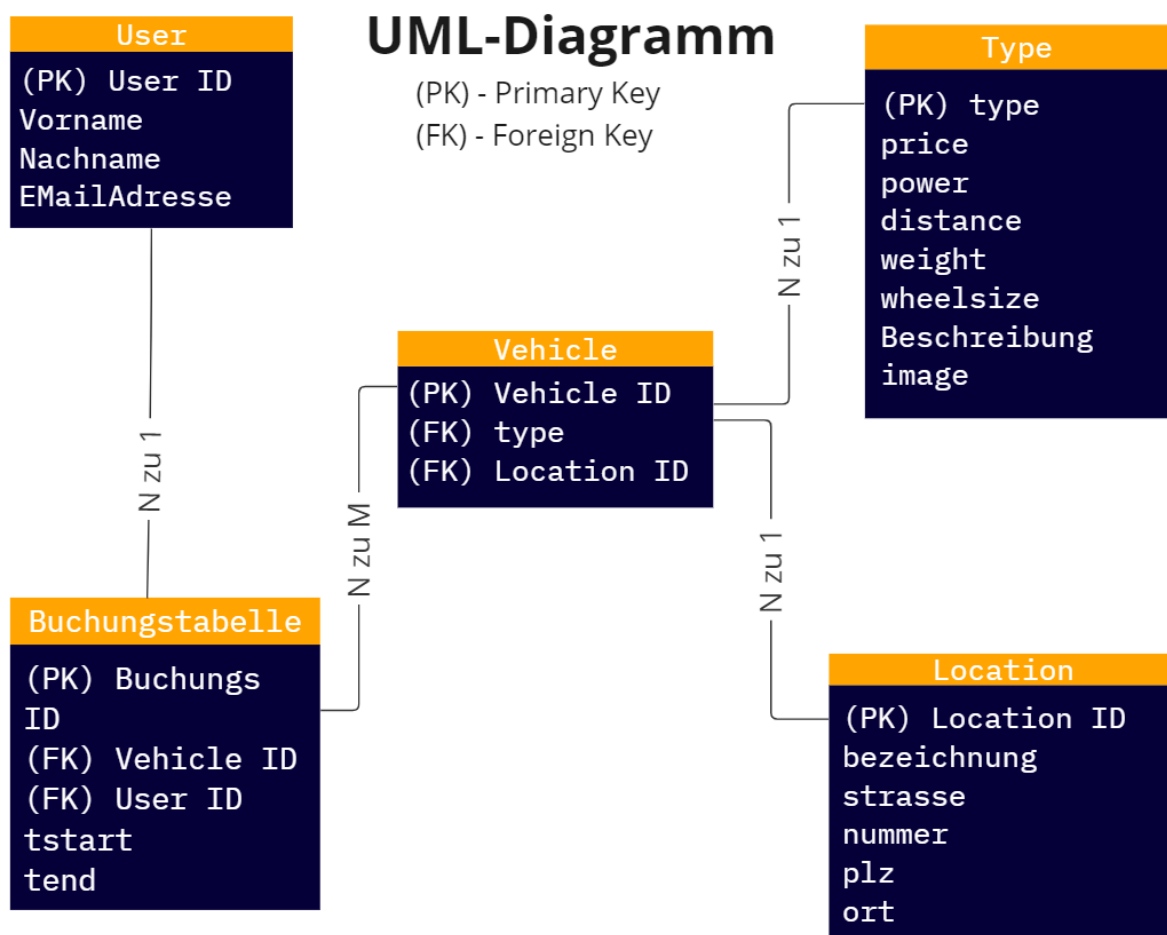 UML-Diagramm
(PK) - Primary Key
(FK) - Foreign Key
User
(PK) User ID
Vorname
Nachname
EMailAdresse
Type
(PK) type
price
power
distance
weight
wheelsize
Beschreibung
image
N zu 1
Vehicle
(PK) Vehicle ID
(FK) type
(FK) Location ID
N zu 1
N zu M
N zu 1
Buchungstabelle
(PK) Buchungs
ID
(FK) Vehicle ID
(FK) User ID
tstart
tend
Location
(PK) Location ID
bezeichnung
strasse
nummer
plz
ort